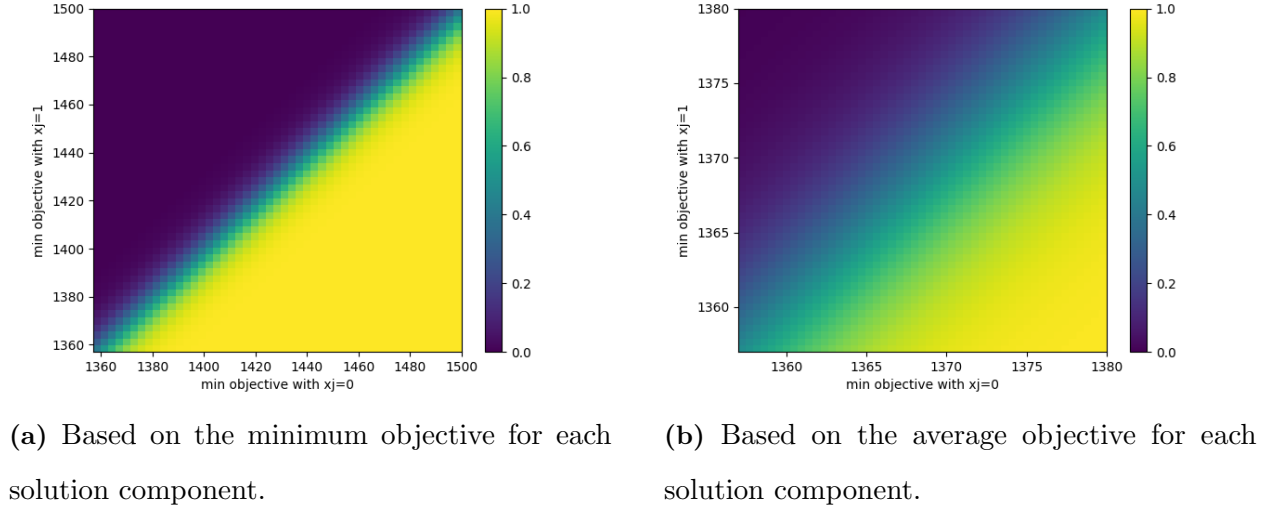 1500
1480
1460
1440
1420
1400
1380
1360
min objective with xj=1
1360 1380 1400 1420 1440 1460 1480 1500
min objective with xj=0
1.0
0.8
0.6
0.4
0.2
0.0
1380
1375
1370
1365
1360
min objective with xj=1
1360 1365 1370 1375 1380
min objective with xj=0
1.0
0.8
0.6
0.4
0.2
0.0
(a) Based on the minimum objective for each
solution component.
(b) Based on the average objective for each
solution component.